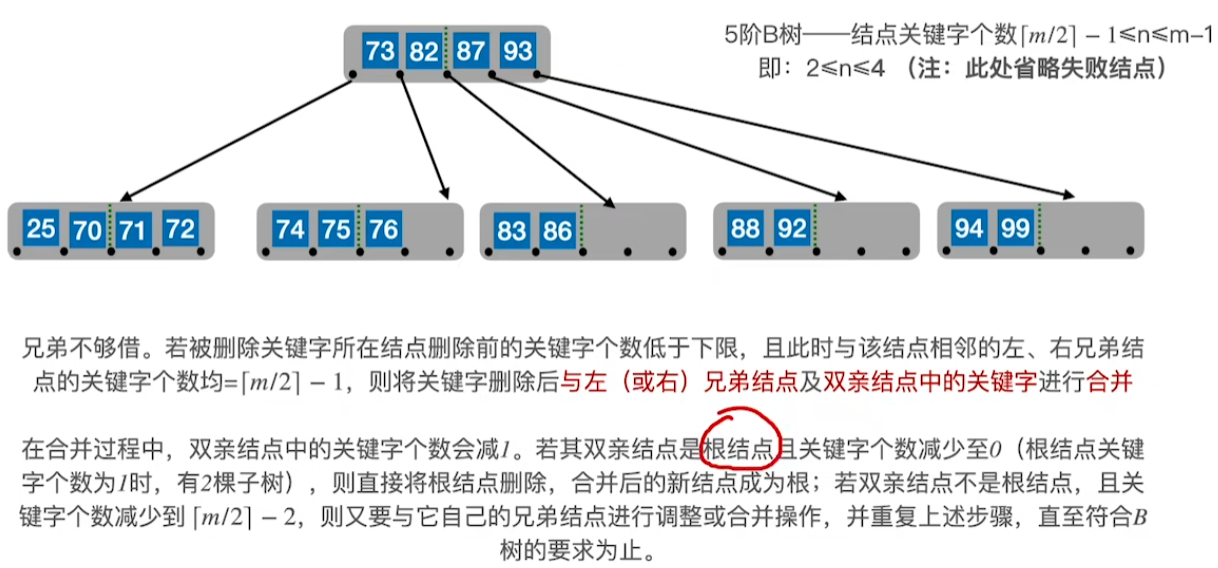 73 82 87 93
5阶B树——结点关键字个数⌈m/2⌉ − 1≤n≤m–1
即：2≤n≤4 （注：此处省略失败结点）
25 70 71 72 74 75 76 83 86 88 92 94 99
兄弟不够借。若被删除关键字所在结点删除前的关键字个数低于下限，且此时与该结点相邻的左、右兄弟结
点的关键字个数均=⌈m/2⌉ − 1，则将关键字删除后与左（或右）兄弟结点及双亲结点中的关键字进行合并
在合并过程中，双亲结点中的关键字个数会减1。若其双亲结点是根结点且关键字个数减少至0（根结点关键
字个数为1时，有2棵子树），则直接将根结点删除，合并后的新结点成为根；若双亲结点不是根结点，且关
键字个数减少到 ⌈m/2⌉ − 2，则又要与它自己的兄弟结点进行调整或合并操作，并重复上述步骤，直至符合B
树的要求为止。